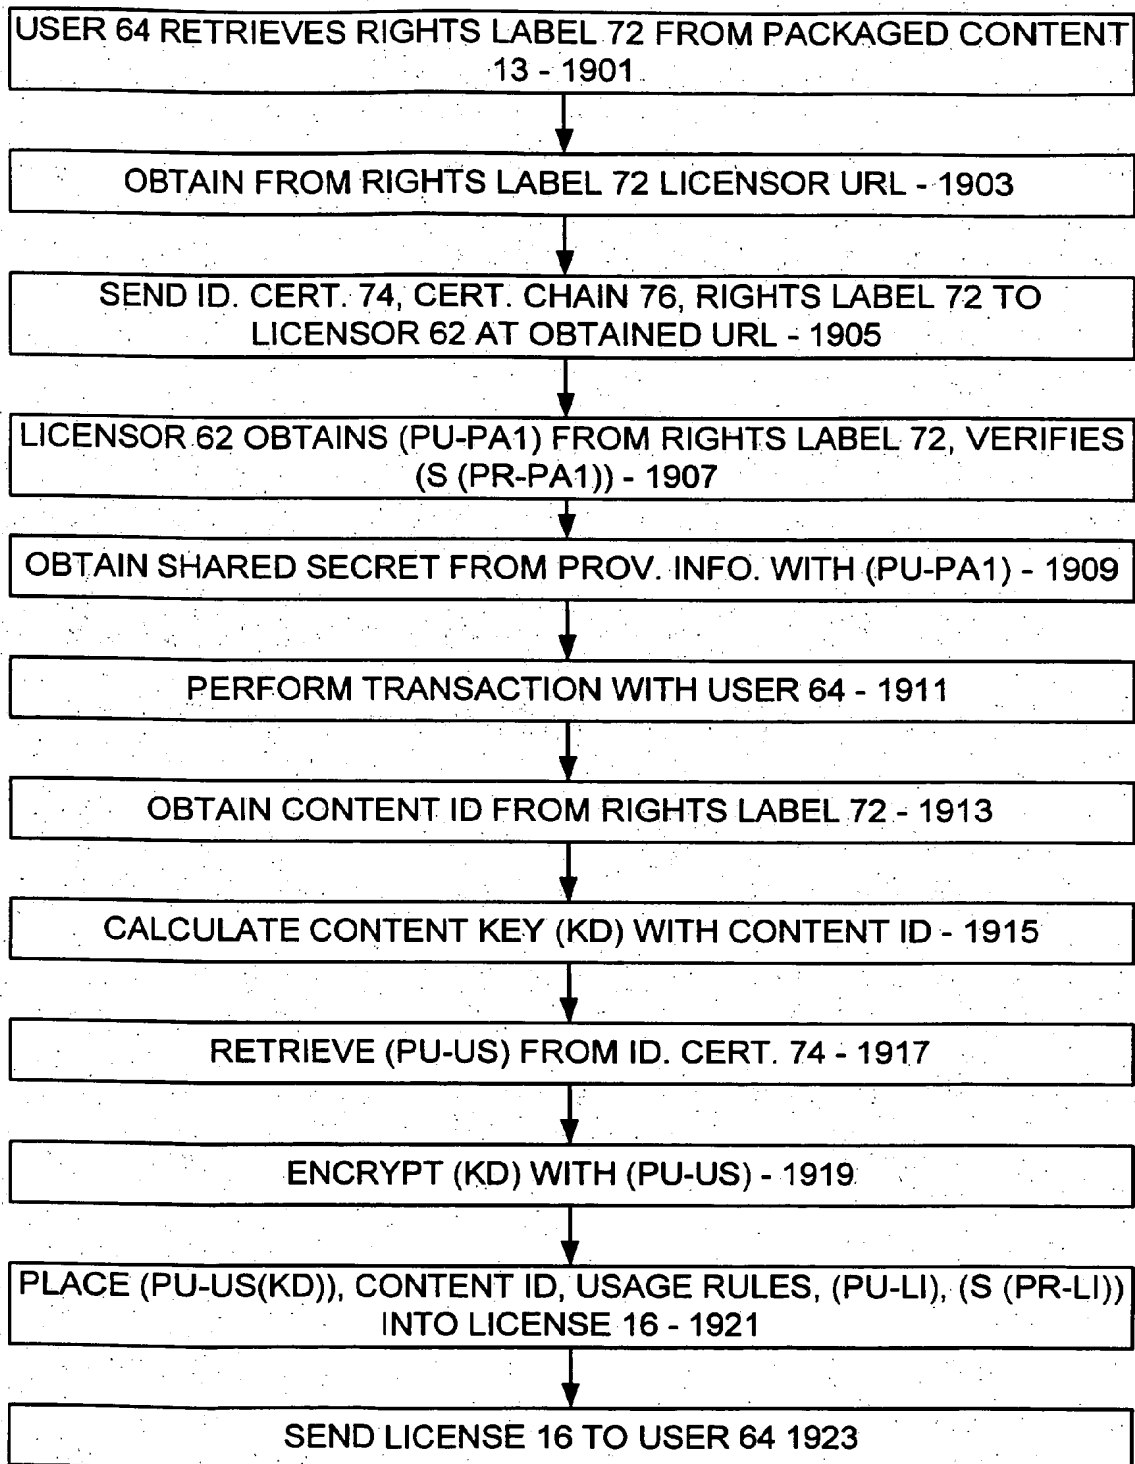 USER 64 RETRIEVES RIGHTS LABEL 72 FROM PACKAGED CONTENT
13 - 1901
OBTAIN FROM RIGHTS LABEL 72 LICENSOR URL - 1903
SEND ID. CERT. 74, CERT. CHAIN 76, RIGHTS LABEL 72 TO
LICENSOR 62 AT OBTAINED URL - 1905
LICENSOR 62 OBTAINS (PU-PA1) FROM RIGHTS LABEL 72, VERIFIES
(S (PR-PA1)) - 1907
OBTAIN SHARED SECRET FROM PROV. INFO. WITH (PU-PA1) - 1909
PERFORM TRANSACTION WITH USER 64 - 1911
OBTAIN CONTENT ID FROM RIGHTS LABEL 72 - 1913
CALCULATE CONTENT KEY (KD) WITH CONTENT ID - 1915
RETRIEVE (PU-US) FROM ID. CERT. 74 - 1917
ENCRYPT (KD) WITH (PU-US) - 1919
PLACE (PU-US(KD)), CONTENT ID, USAGE RULES, (PU-LI), (S (PR-LI))
INTO LICENSE 16 - 1921
SEND LICENSE 16 TO USER 64 1923